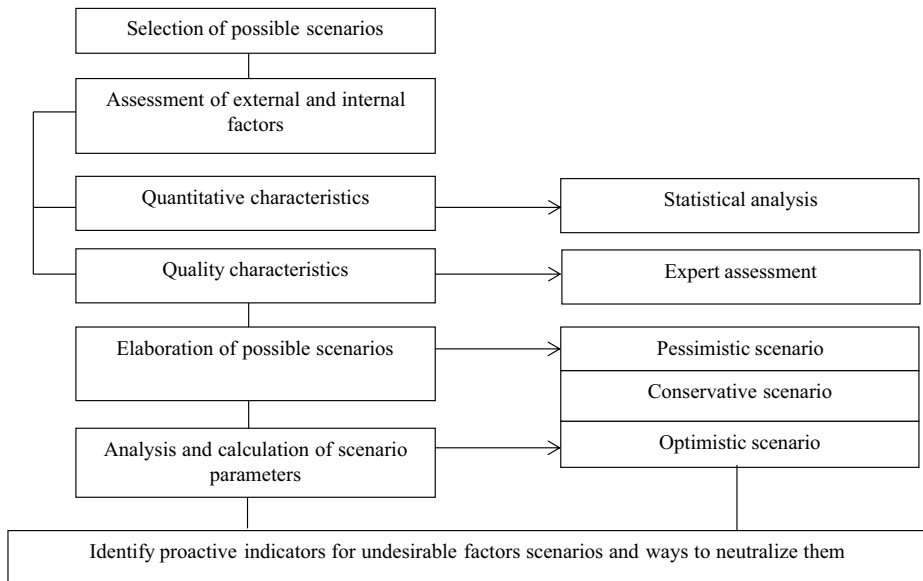 Selection of possible scenarios
Assessment of external and internal
factors
Quantitative characteristics
Statistical analysis
Quality characteristics
Expert assessment
Elaboration of possible scenarios
Pessimistic scenario
Conservative scenario
Analysis and calculation of scenario
parameters
Optimistic scenario
Identify proactive indicators for undesirable factors scenarios and ways to neutralize them